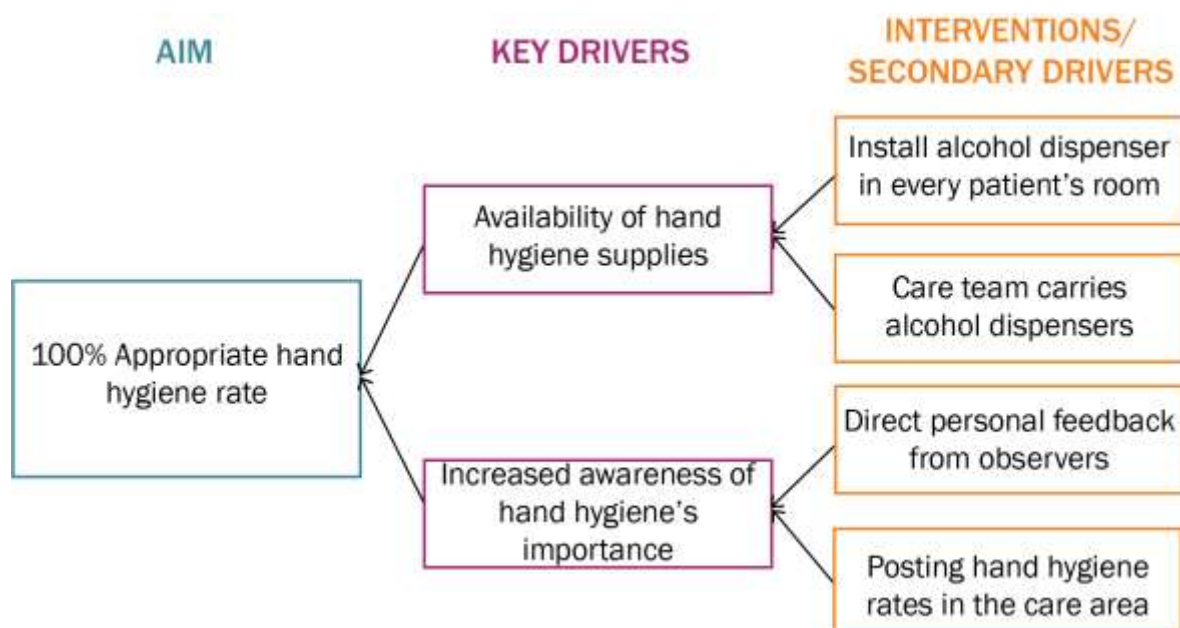 AIM
KEY DRIVERS
INTERVENTIONS/
SECONDARY DRIVERS
100% Appropriate hand
hygiene rate
Availability of hand
hygiene supplies
Increased awareness of
hand hygiene's
importance
Install alcohol dispenser
in every patient's room
Care team carries
alcohol dispensers
Direct personal feedback
from observers
Posting hand hygiene
rates in the care area